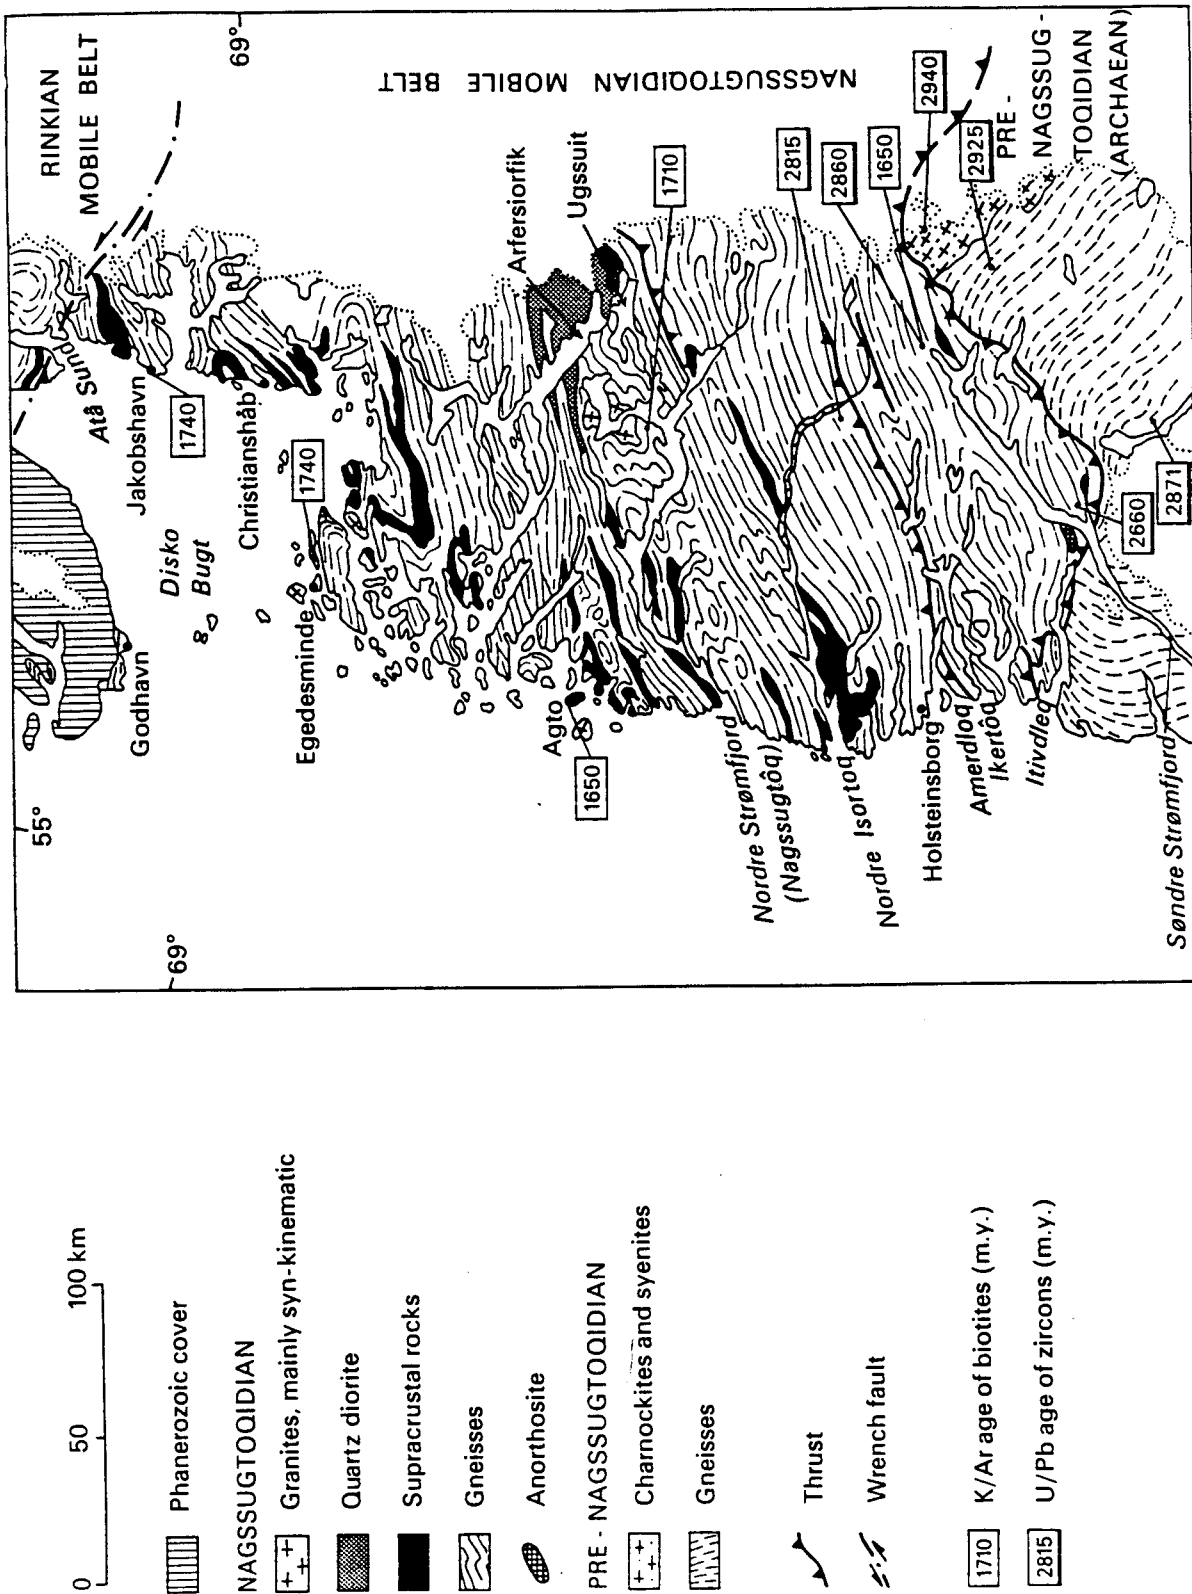 0 50 100 km
Phanerozoic cover
NAGSSUGTOQIDIAN
Granites, mainly syn-kinematic
Quartz diorite
Supracrustal rocks
Gneisses
Anorthosite
PRE - NAGSSUGTOQIDIAN
Charnockites and syenites
Gneisses
Thrust
Wrench fault
1710 K/Ar age of biotites (m.y.)
2815 U/Pb age of zircons (m.y.)
55°
69°
69°
RINKIAN
MOBILE BELT
NAGSSUGTOQIDIAN MOBILE BELT
PRE -
NAGSSUG -
TOQIDIAN
(ARCHAEAN)
Atå Sund
Jakobshavn
1740
Christianshåb
Disko
Bugt
Godhavn
1740
Egedesminde
Arfersiorfik
Ugssuit
1710
Agto
1650
Nordre Strømfjord
(Nagssugtôq)
Nordre Isortoq
2815
2860
1650
2940
2925
Holsteinsborg
Amerdloq
Ikertôq
Itivdleq
2660
2871
Søndre Strømfjord